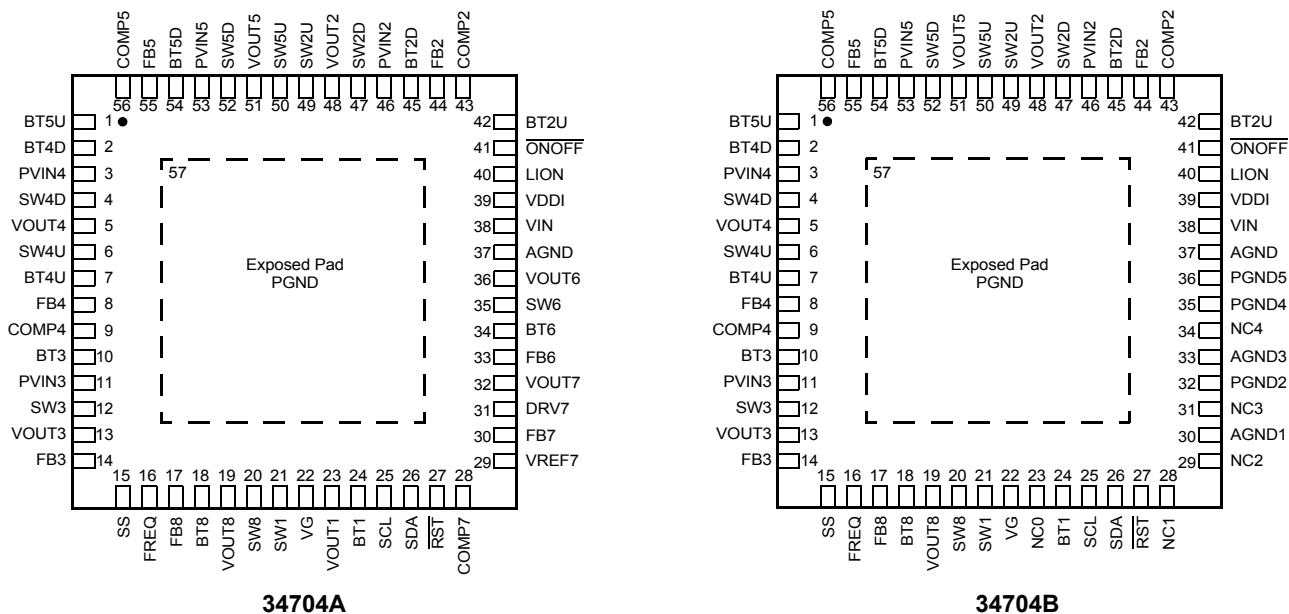 COMP5 FB5 BT5D PVIN5 SW5D VOUT5 SW5U SW2U VOUT2 SW2D PVIN2 BT2D FB2 COMP2
56 55 54 53 52 51 50 49 48 47 46 45 44 43
BT5U 1 42 BT2U
BT4D 2 41 ONOFF
PVIN4 3 57 40 LION
SW4D 4 39 VDDI
VOUT4 5 38 VIN
SW4U 6 37 AGND
Exposed Pad
PGND
BT4U 7 36 VOUT6
FB4 8 35 SW6
COMP4 9 34 BT6
BT3 10 33 FB6
PVIN3 11 32 VOUT7
SW3 12 31 DRV7
VOUT3 13 30 FB7
FB3 14 29 VREF7
15 16 17 18 19 20 21 22 23 24 25 26 27 28
SS FREQ FB8 BT8 VOUT8 SW8 SW1 VG VOUT1 BT1 SCL SDA RST COMP7
34704A
COMP5 FB5 BT5D PVIN5 SW5D VOUT5 SW5U SW2U VOUT2 SW2D PVIN2 BT2D FB2 COMP2
56 55 54 53 52 51 50 49 48 47 46 45 44 43
BT5U 1 42 BT2U
BT4D 2 41 ONOFF
PVIN4 3 57 40 LION
SW4D 4 39 VDDI
VOUT4 5 38 VIN
SW4U 6 37 AGND
Exposed Pad
PGND
BT4U 7 36 PGND5
FB4 8 35 PGND4
COMP4 9 34 NC4
BT3 10 33 AGND3
PVIN3 11 32 PGND2
SW3 12 31 NC3
VOUT3 13 30 AGND1
FB3 14 29 NC2
15 16 17 18 19 20 21 22 23 24 25 26 27 28
SS FREQ FB8 BT8 VOUT8 SW8 SW1 VG NC0 BT1 SCL SDA RST NC1
34704B